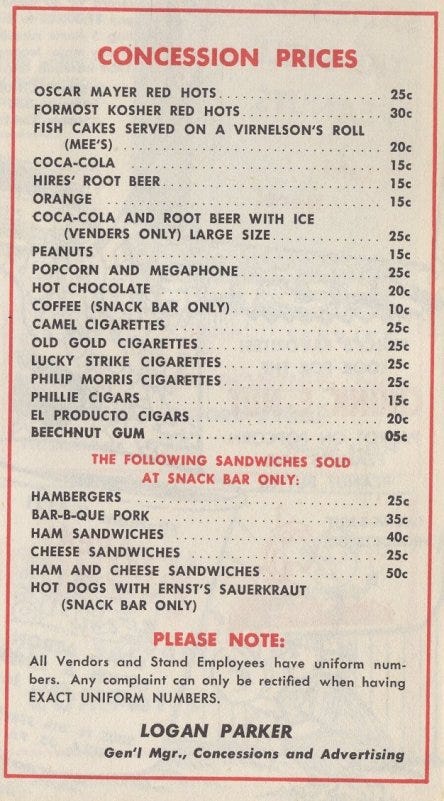 CONCESSION PRICES
OSCAR MAYER RED HOTS . . . . . . . . . . . . . . . . . . . . . . 25c
FORMOST KOSHER RED HOTS . . . . . . . . . . . . . . . . . . . 30c
FISH CAKES SERVED ON A VIRNELSON'S ROLL
(MEE'S) . . . . . . . . . . . . . . . . . . . . . . . . . . . . . . . . . 20c
COCA-COLA . . . . . . . . . . . . . . . . . . . . . . . . . . . . . . . . 15c
HIRES' ROOT BEER . . . . . . . . . . . . . . . . . . . . . . . . . . . 15c
ORANGE . . . . . . . . . . . . . . . . . . . . . . . . . . . . . . . . . 15c
COCA-COLA AND ROOT BEER WITH ICE
(VENDERS ONLY) LARGE SIZE . . . . . . . . . . . . . . 25c
PEANUTS . . . . . . . . . . . . . . . . . . . . . . . . . . . . . . . . . 15c
POPCORN AND MEGAPHONE . . . . . . . . . . . . . . . . . . 25c
HOT CHOCOLATE . . . . . . . . . . . . . . . . . . . . . . . . . . . 20c
COFFEE (SNACK BAR ONLY) . . . . . . . . . . . . . . . . . . . 10c
CAMEL CIGARETTES . . . . . . . . . . . . . . . . . . . . . . . . . 25c
OLD GOLD CIGARETTES . . . . . . . . . . . . . . . . . . . . . . 25c
LUCKY STRIKE CIGARETTES . . . . . . . . . . . . . . . . . . . 25c
PHILIP MORRIS CIGARETTES . . . . . . . . . . . . . . . . . . . 25c
PHILLIE CIGARS . . . . . . . . . . . . . . . . . . . . . . . . . . . . 15c
EL PRODUCTO CIGARS . . . . . . . . . . . . . . . . . . . . . . . 20c
BEECHNUT GUM . . . . . . . . . . . . . . . . . . . . . . . . . . . 05c
THE FOLLOWING SANDWICHES SOLD
AT SNACK BAR ONLY:
HAMBERGERS . . . . . . . . . . . . . . . . . . . . . . . . . . . . . 25c
BAR-B-QUE PORK . . . . . . . . . . . . . . . . . . . . . . . . . . . 35c
HAM SANDWICHES . . . . . . . . . . . . . . . . . . . . . . . . . 40c
CHEESE SANDWICHES . . . . . . . . . . . . . . . . . . . . . . . 25c
HAM AND CHEESE SANDWICHES . . . . . . . . . . . . . . . 50c
HOT DOGS WITH ERNST'S SAUERKRAUT
(SNACK BAR ONLY)
PLEASE NOTE:
All Vendors and Stand Employees have uniform num-
bers. Any complaint can only be rectified when having
EXACT UNIFORM NUMBERS.
LOGAN PARKER
Gen'l Mgr., Concessions and Advertising